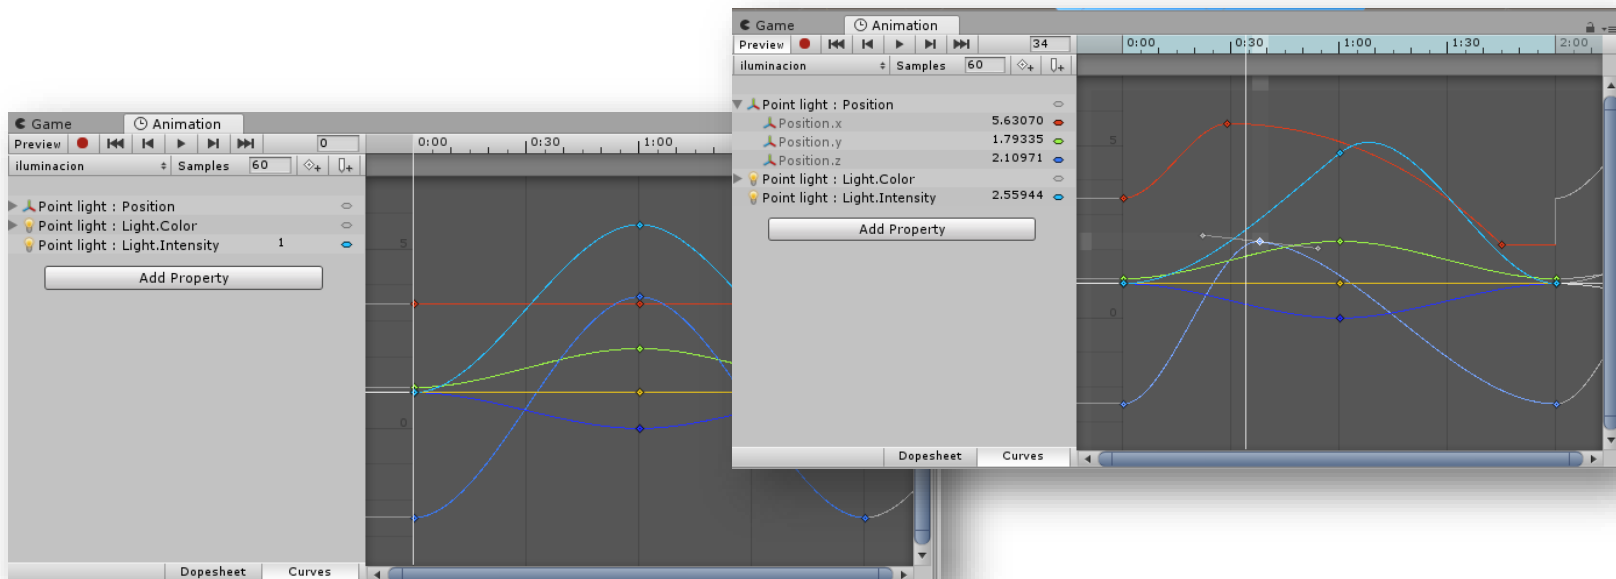 Game Animation
Preview 0 0:00 0:30 1:00
iluminacion Samples 60
Point light : Position
Point light : Light.Color
Point light : Light.Intensity 1
Add Property
5
0
Dopesheet Curves
Game Animation
Preview 34 0:00 0:30 1:00 1:30 2:00
iluminacion Samples 60
Point light : Position
Position.x 5.63070
Position.y 1.79335
Position.z 2.10971
Point light : Light.Color
Point light : Light.Intensity 2.55944
Add Property
5
0
Dopesheet Curves